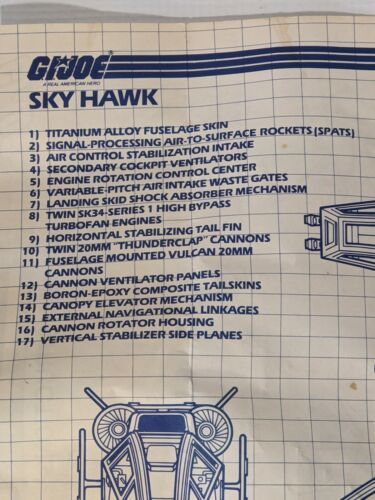 GI JOE®
A REAL AMERICAN HERO
SKY HAWK
1) TITANIUM ALLOY FUSELAGE SKIN
2) SIGNAL-PROCESSING AIR-TO-SURFACE ROCKETS (SPATS)
3) AIR CONTROL STABILIZATION INTAKE
4) SECONDARY COCKPIT VENTILATORS
5) ENGINE ROTATION CONTROL CENTER
6) VARIABLE-PITCH AIR INTAKE WASTE GATES
7) LANDING SKID SHOCK ABSORBER MECHANISM
8) TWIN SK34-SERIES 1 HIGH BYPASS
TURBOFAN ENGINES
9) HORIZONTAL STABILIZING TAIL FIN
10) TWIN 20MM "THUNDERCLAP" CANNONS
11) FUSELAGE MOUNTED VULCAN 20MM
CANNONS
12) CANNON VENTILATOR PANELS
13) BORON-EPOXY COMPOSITE TAILSKINS
14) CANOPY ELEVATOR MECHANISM
15) EXTERNAL NAVIGATIONAL LINKAGES
16) CANNON ROTATOR HOUSING
17) VERTICAL STABILIZER SIDE PLANES